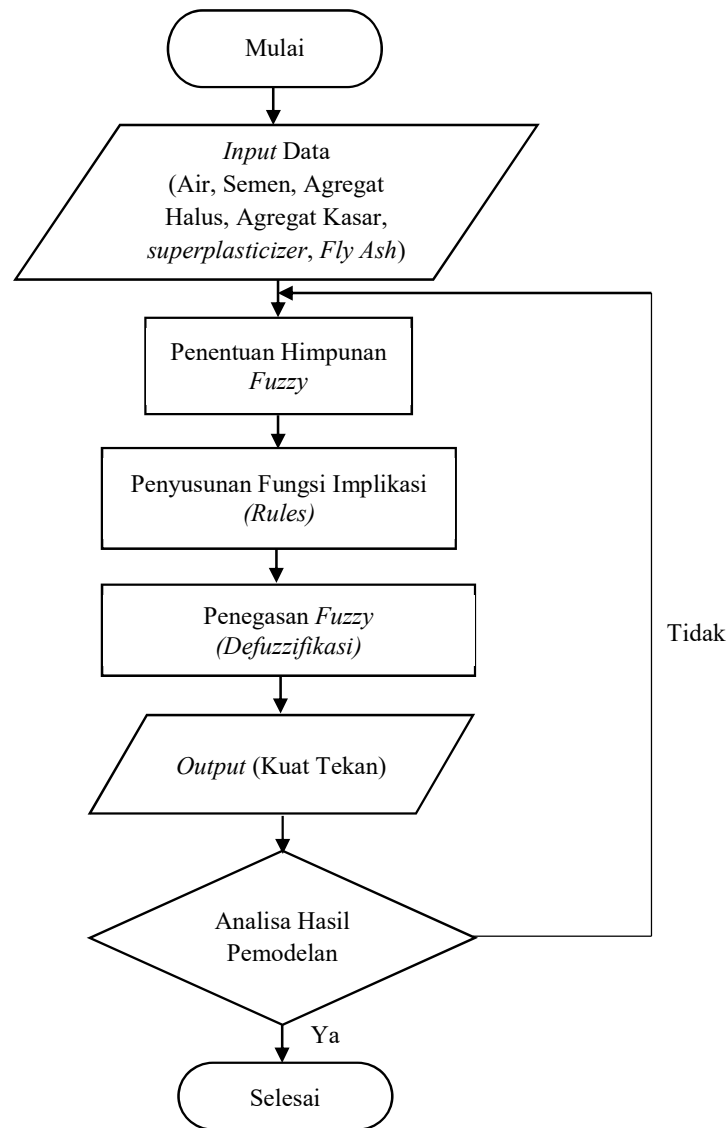 Mulai
Input Data
(Air, Semen, Agregat
Halus, Agregat Kasar,
superplasticizer, Fly Ash)
Penentuan Himpunan
Fuzzy
Penyusunan Fungsi Implikasi
(Rules)
Penegasan Fuzzy
(Defuzzifikasi)
Tidak
Output (Kuat Tekan)
Analisa Hasil
Pemodelan
Ya
Selesai